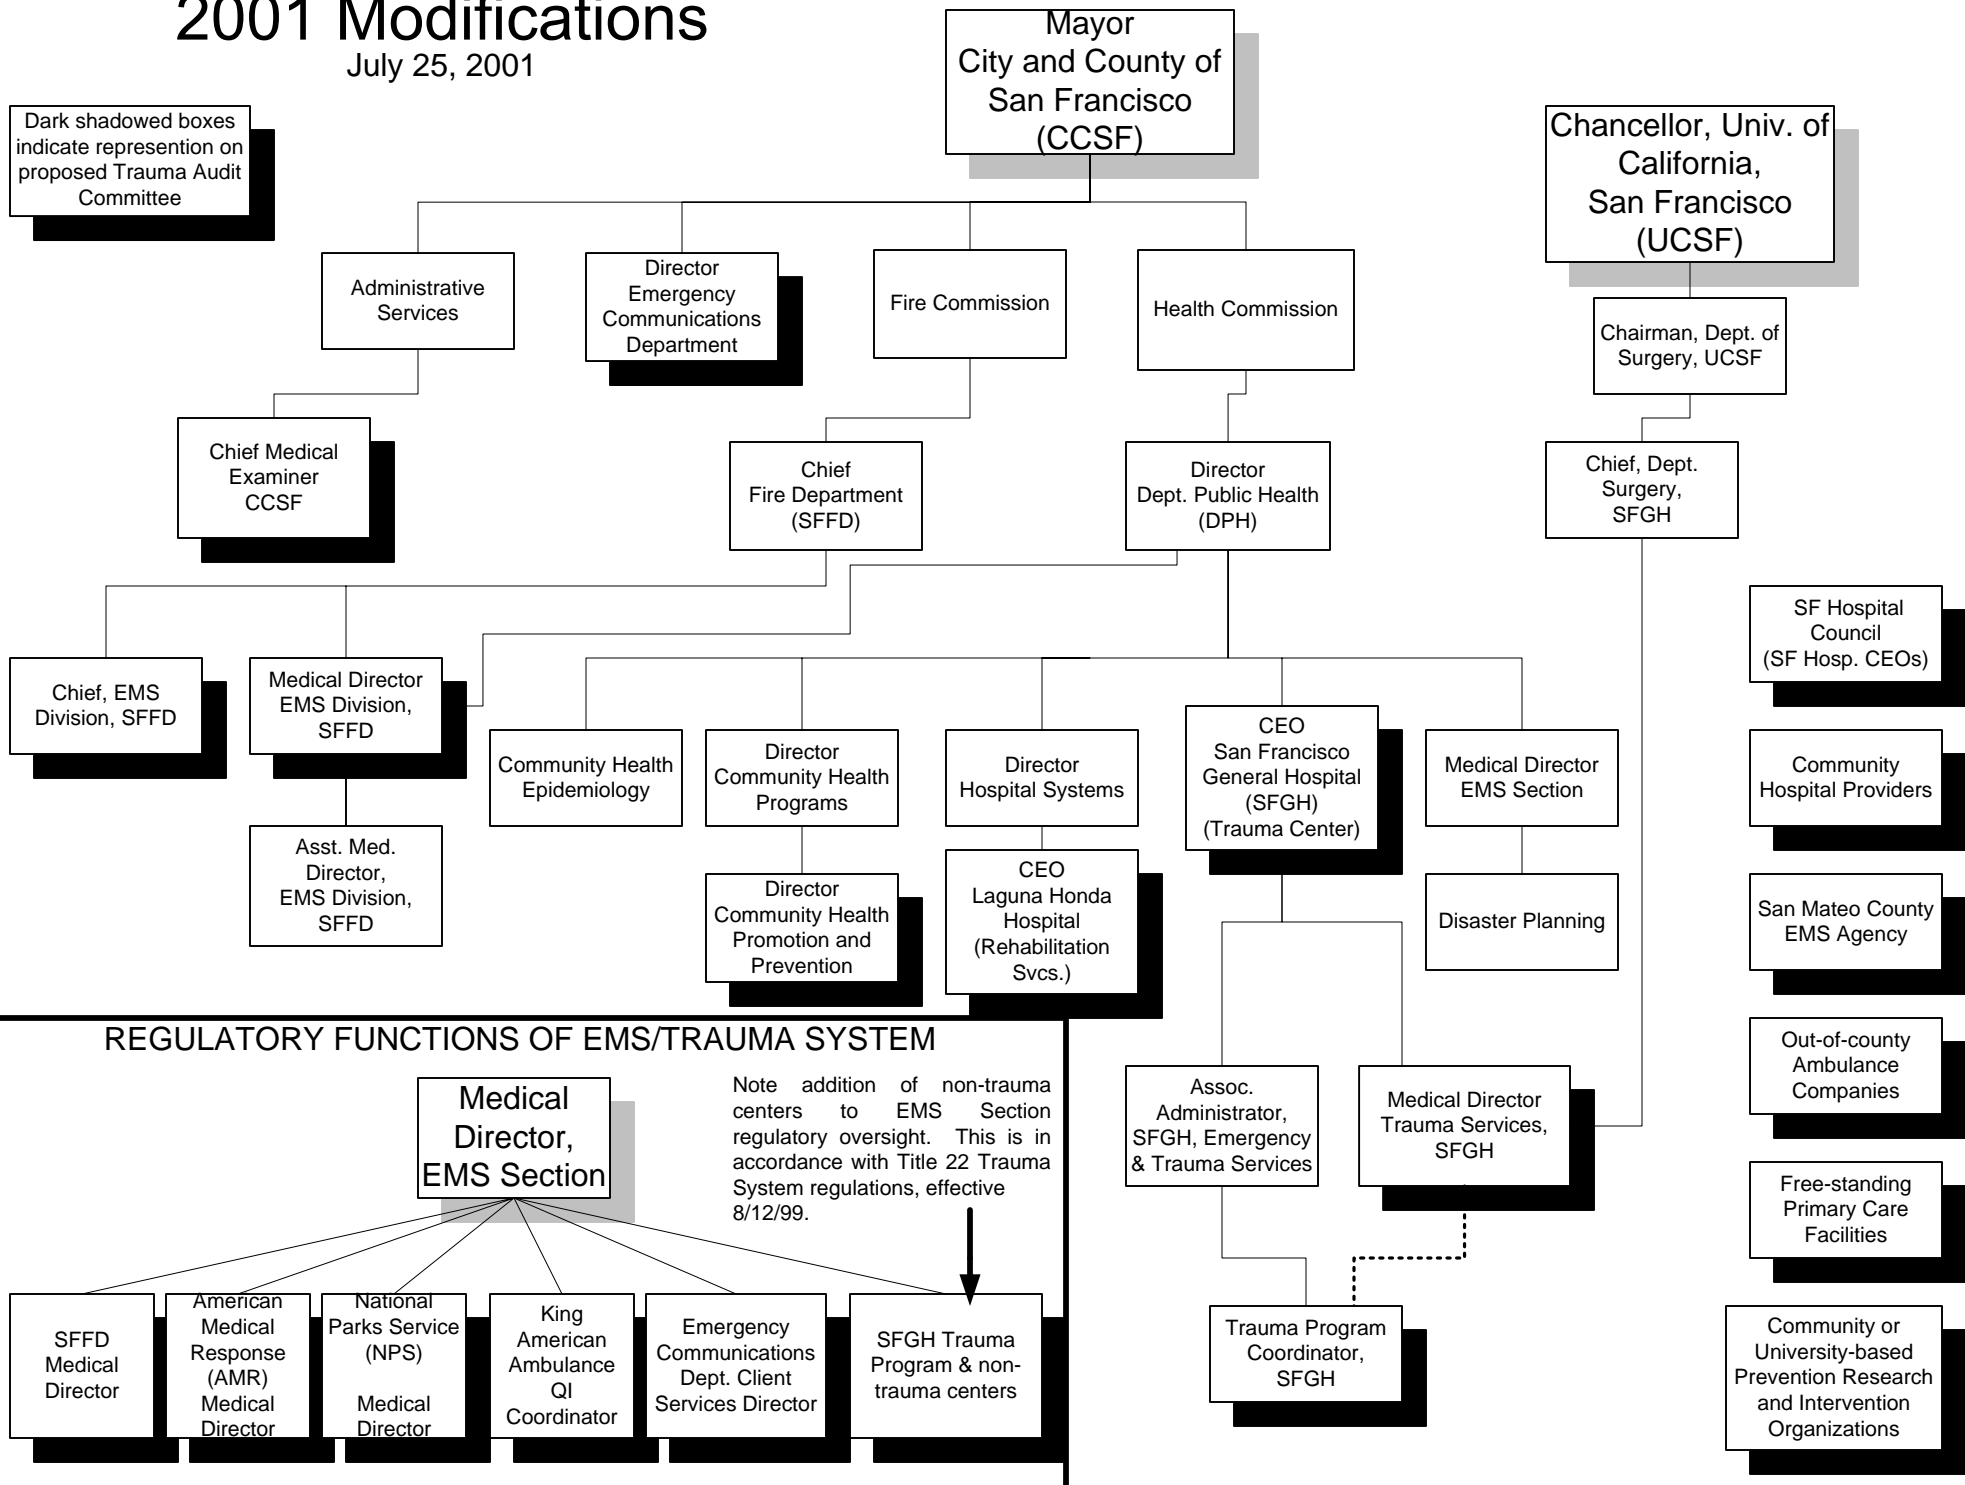 2001 Modifications
July 25, 2001
Dark shadowed boxes
indicate represention on
proposed Trauma Audit
Committee
Mayor
City and County of
San Francisco
(CCSF)
Chancellor, Univ. of
California,
San Francisco
(UCSF)
Administrative
Services
Director
Emergency
Communications
Department
Fire Commission
Health Commission
Chairman, Dept. of
Surgery, UCSF
Chief Medical
Examiner
CCSF
Chief
Fire Department
(SFFD)
Director
Dept. Public Health
(DPH)
Chief, Dept.
Surgery,
SFGH
Chief, EMS
Division, SFFD
Medical Director
EMS Division,
SFFD
Asst. Med.
Director,
EMS Division,
SFFD
Community Health
Epidemiology
Director
Community Health
Programs
Director
Hospital Systems
CEO
San Francisco
General Hospital
(SFGH)
(Trauma Center)
Medical Director
EMS Section
Director
Community Health
Promotion and
Prevention
CEO
Laguna Honda
Hospital
(Rehabilitation
Svcs.)
Disaster Planning
Assoc.
Administrator,
SFGH, Emergency
& Trauma Services
Medical Director
Trauma Services,
SFGH
Trauma Program
Coordinator,
SFGH
SF Hospital
Council
(SF Hosp. CEOs)
Community
Hospital Providers
San Mateo County
EMS Agency
Out-of-county
Ambulance
Companies
Free-standing
Primary Care
Facilities
Community or
University-based
Prevention Research
and Intervention
Organizations
REGULATORY FUNCTIONS OF EMS/TRAUMA SYSTEM
Medical
Director,
EMS Section
Note addition of non-trauma
centers to EMS Section
regulatory oversight. This is in
accordance with Title 22 Trauma
System regulations, effective
8/12/99.
SFFD
Medical
Director
American
Medical
Response
(AMR)
Medical
Director
National
Parks Service
(NPS)
Medical
Director
King
American
Ambulance
QI
Coordinator
Emergency
Communications
Dept. Client
Services Director
SFGH Trauma
Program & non-
trauma centers